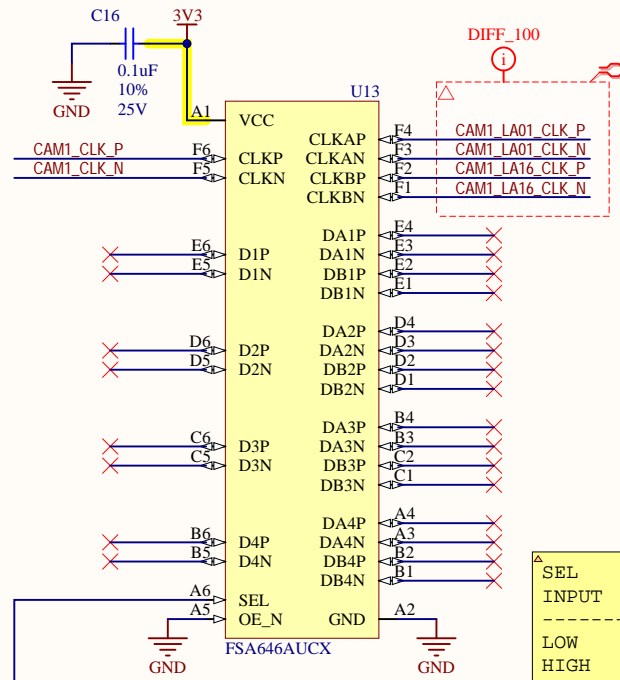 C16
3V3
DIFF_100
i
0.1uF
10%
25V
GND
U13
A1
VCC
CAM1_CLK_P
F6
CLKP
CLKAP
F4
CAM1_LA01_CLK_P
CAM1_CLK_N
F5
CLKN
CLKAN
F3
CAM1_LA01_CLK_N
CLKBP
F2
CAM1_LA16_CLK_P
CLKBN
F1
CAM1_LA16_CLK_N
DA1P
E4
E6
D1P
DA1N
E3
E5
D1N
DB1P
E2
DB1N
E1
DA2P
D4
D6
D2P
DA2N
D3
D5
D2N
DB2P
D2
DB2N
D1
DA3P
B4
C6
D3P
DA3N
B3
C5
D3N
DB3P
C2
DB3N
C1
DA4P
A4
B6
D4P
DA4N
A3
B5
D4N
DB4P
B2
DB4N
B1
A6
SEL
A5
OE_N
GND
A2
FSA646AUCX
GND
GND
SEL
INPUT
-------
LOW
HIGH